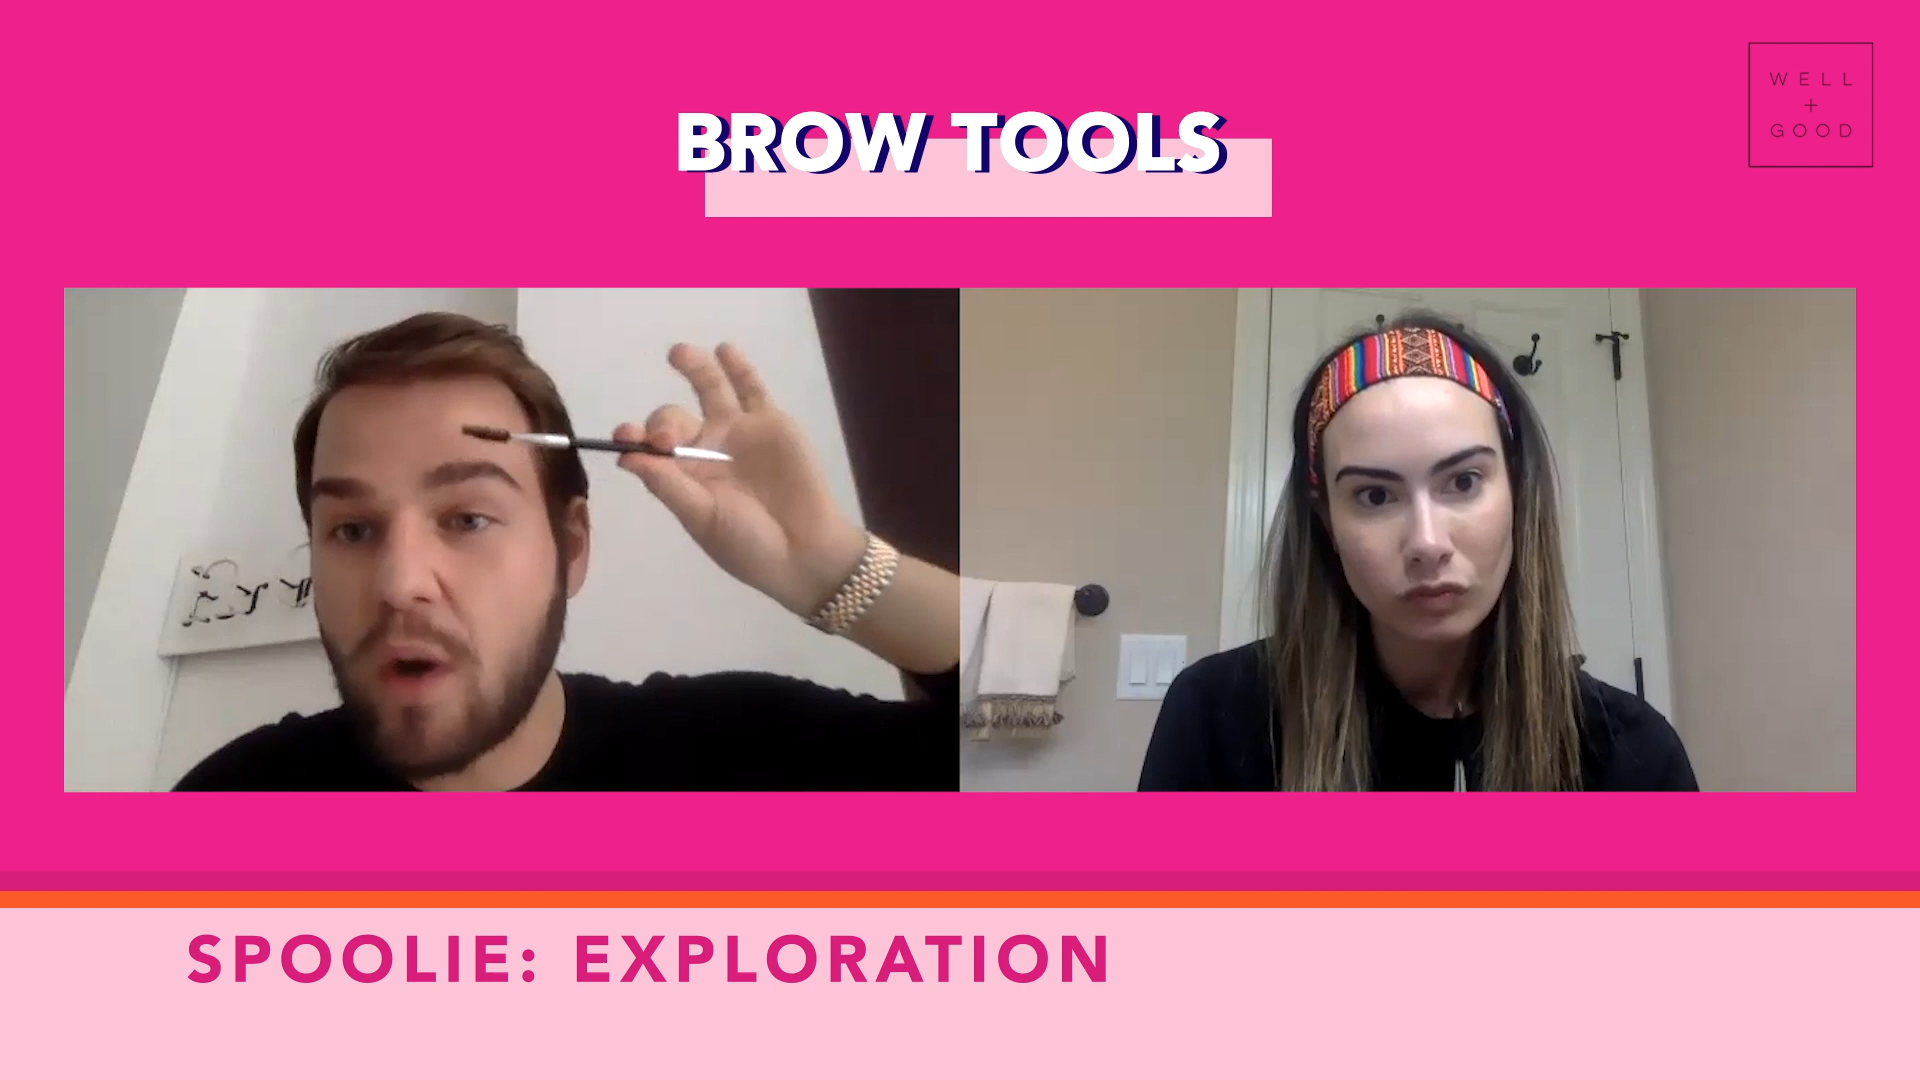 BROW TOOLS
WELL
+
GOOD
SPOOLIE: EXPLORATION